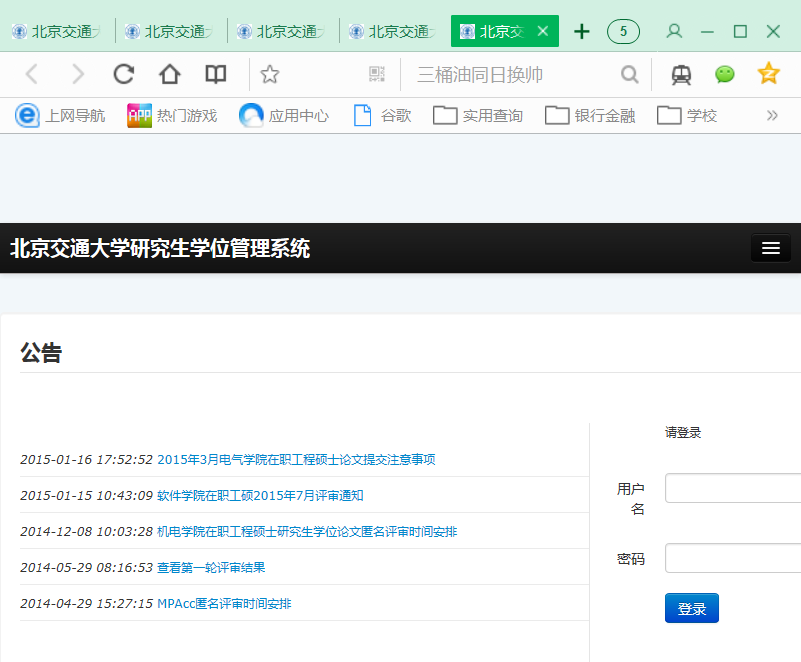 北京交通大
北京交通大
北京交通大
北京交通大
北京交
5
三桶油同日换帅
上网导航
APP 热门游戏
应用中心
谷歌
实用查询
银行金融
学校
北京交通大学研究生学位管理系统
公告
请登录
2015-01-16 17:52:52 2015年3月电气学院在职工程硕士论文提交注意事项
2015-01-15 10:43:09 软件学院在职工硕2015年7月评审通知
2014-12-08 10:03:28 机电学院在职工程硕士研究生学位论文匿名评审时间安排
2014-05-29 08:16:53 查看第一轮评审结果
2014-04-29 15:27:15 MPAcc匿名评审时间安排
用户
名
密码
登录